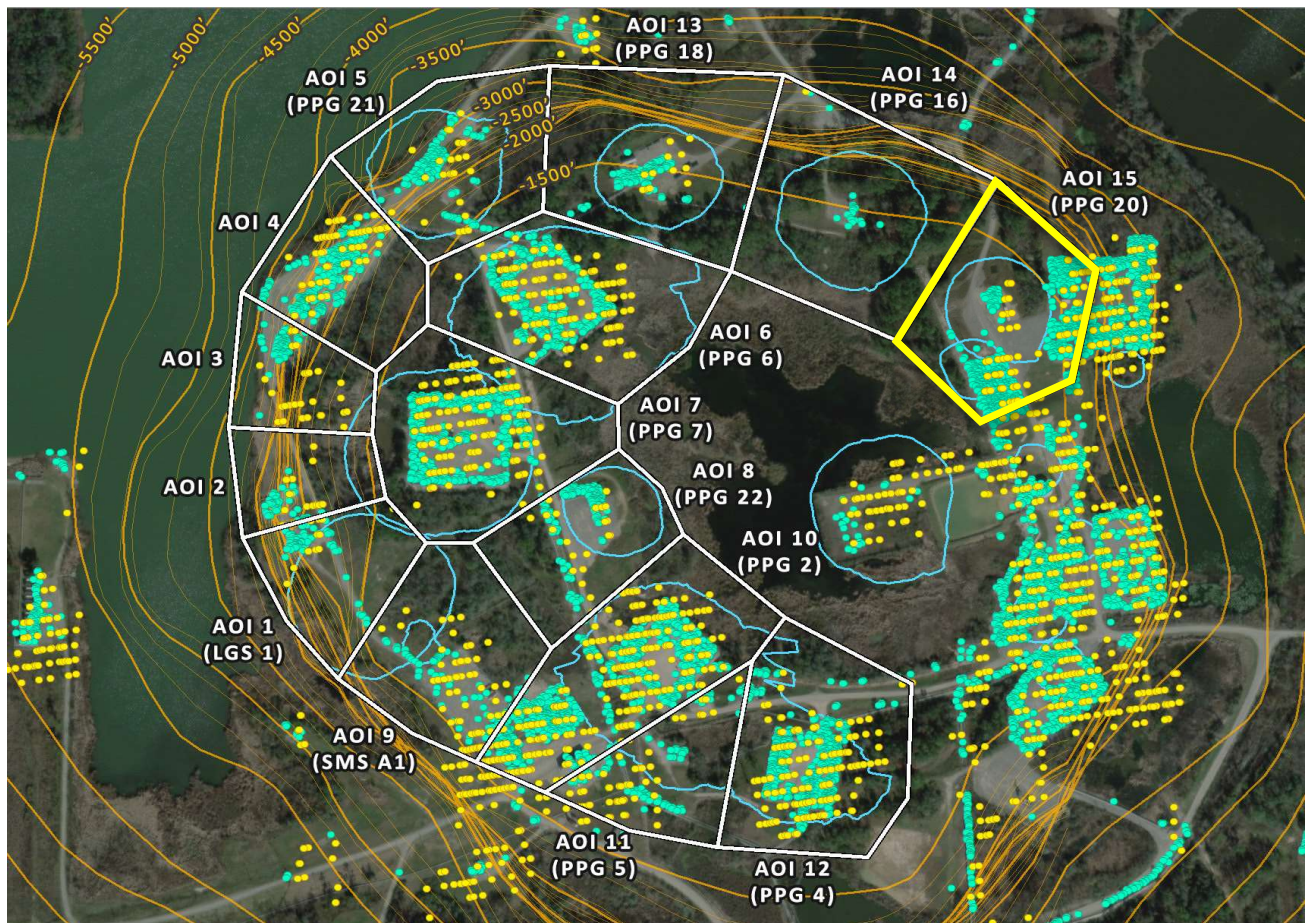 -5500'
-5000'
-4500'
-4000'
-3500'
-3000'
-2500'
-2000'
-1500'
AOI 13
(PPG 18)
AOI 5
(PPG 21)
AOI 14
(PPG 16)
AOI 15
(PPG 20)
AOI 4
AOI 3
AOI 6
(PPG 6)
AOI 7
(PPG 7)
AOI 2
AOI 8
(PPG 22)
AOI 10
(PPG 2)
AOI 1
(LGS 1)
AOI 9
(SMS A1)
AOI 11
(PPG 5)
AOI 12
(PPG 4)